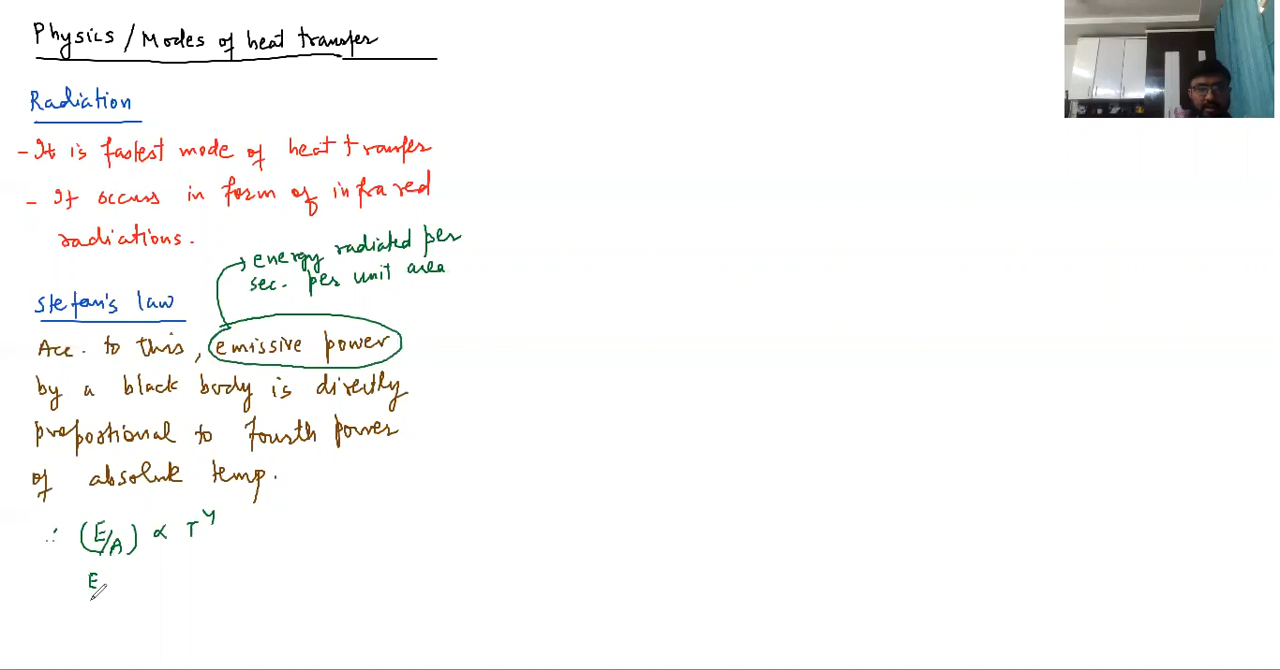 Physics / Modes of heat transfer
Radiation
- It is fastest mode of heat transfer
- It occurs in form of infrared
radiations.
energy radiated per
sec. per unit area
Stefan's law
Acc. to this, emissive power
by a black body is directly
proportional to fourth power
of absolute temp.
∴ (E/A) ∝ T⁴
E